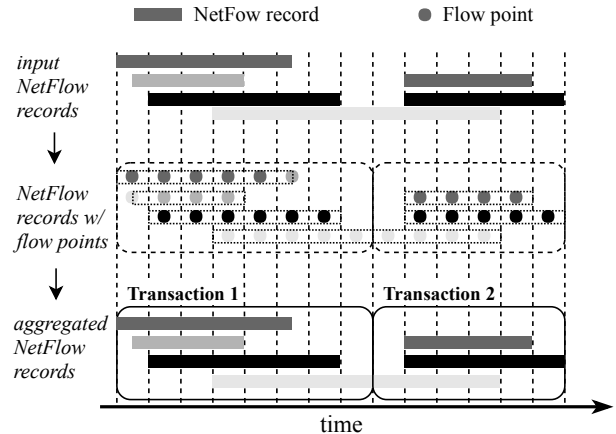 NetFow record
Flow point
input
NetFlow
records
NetFlow
records w/
flow points
Transaction 1
Transaction 2
aggregated
NetFlow
records
time